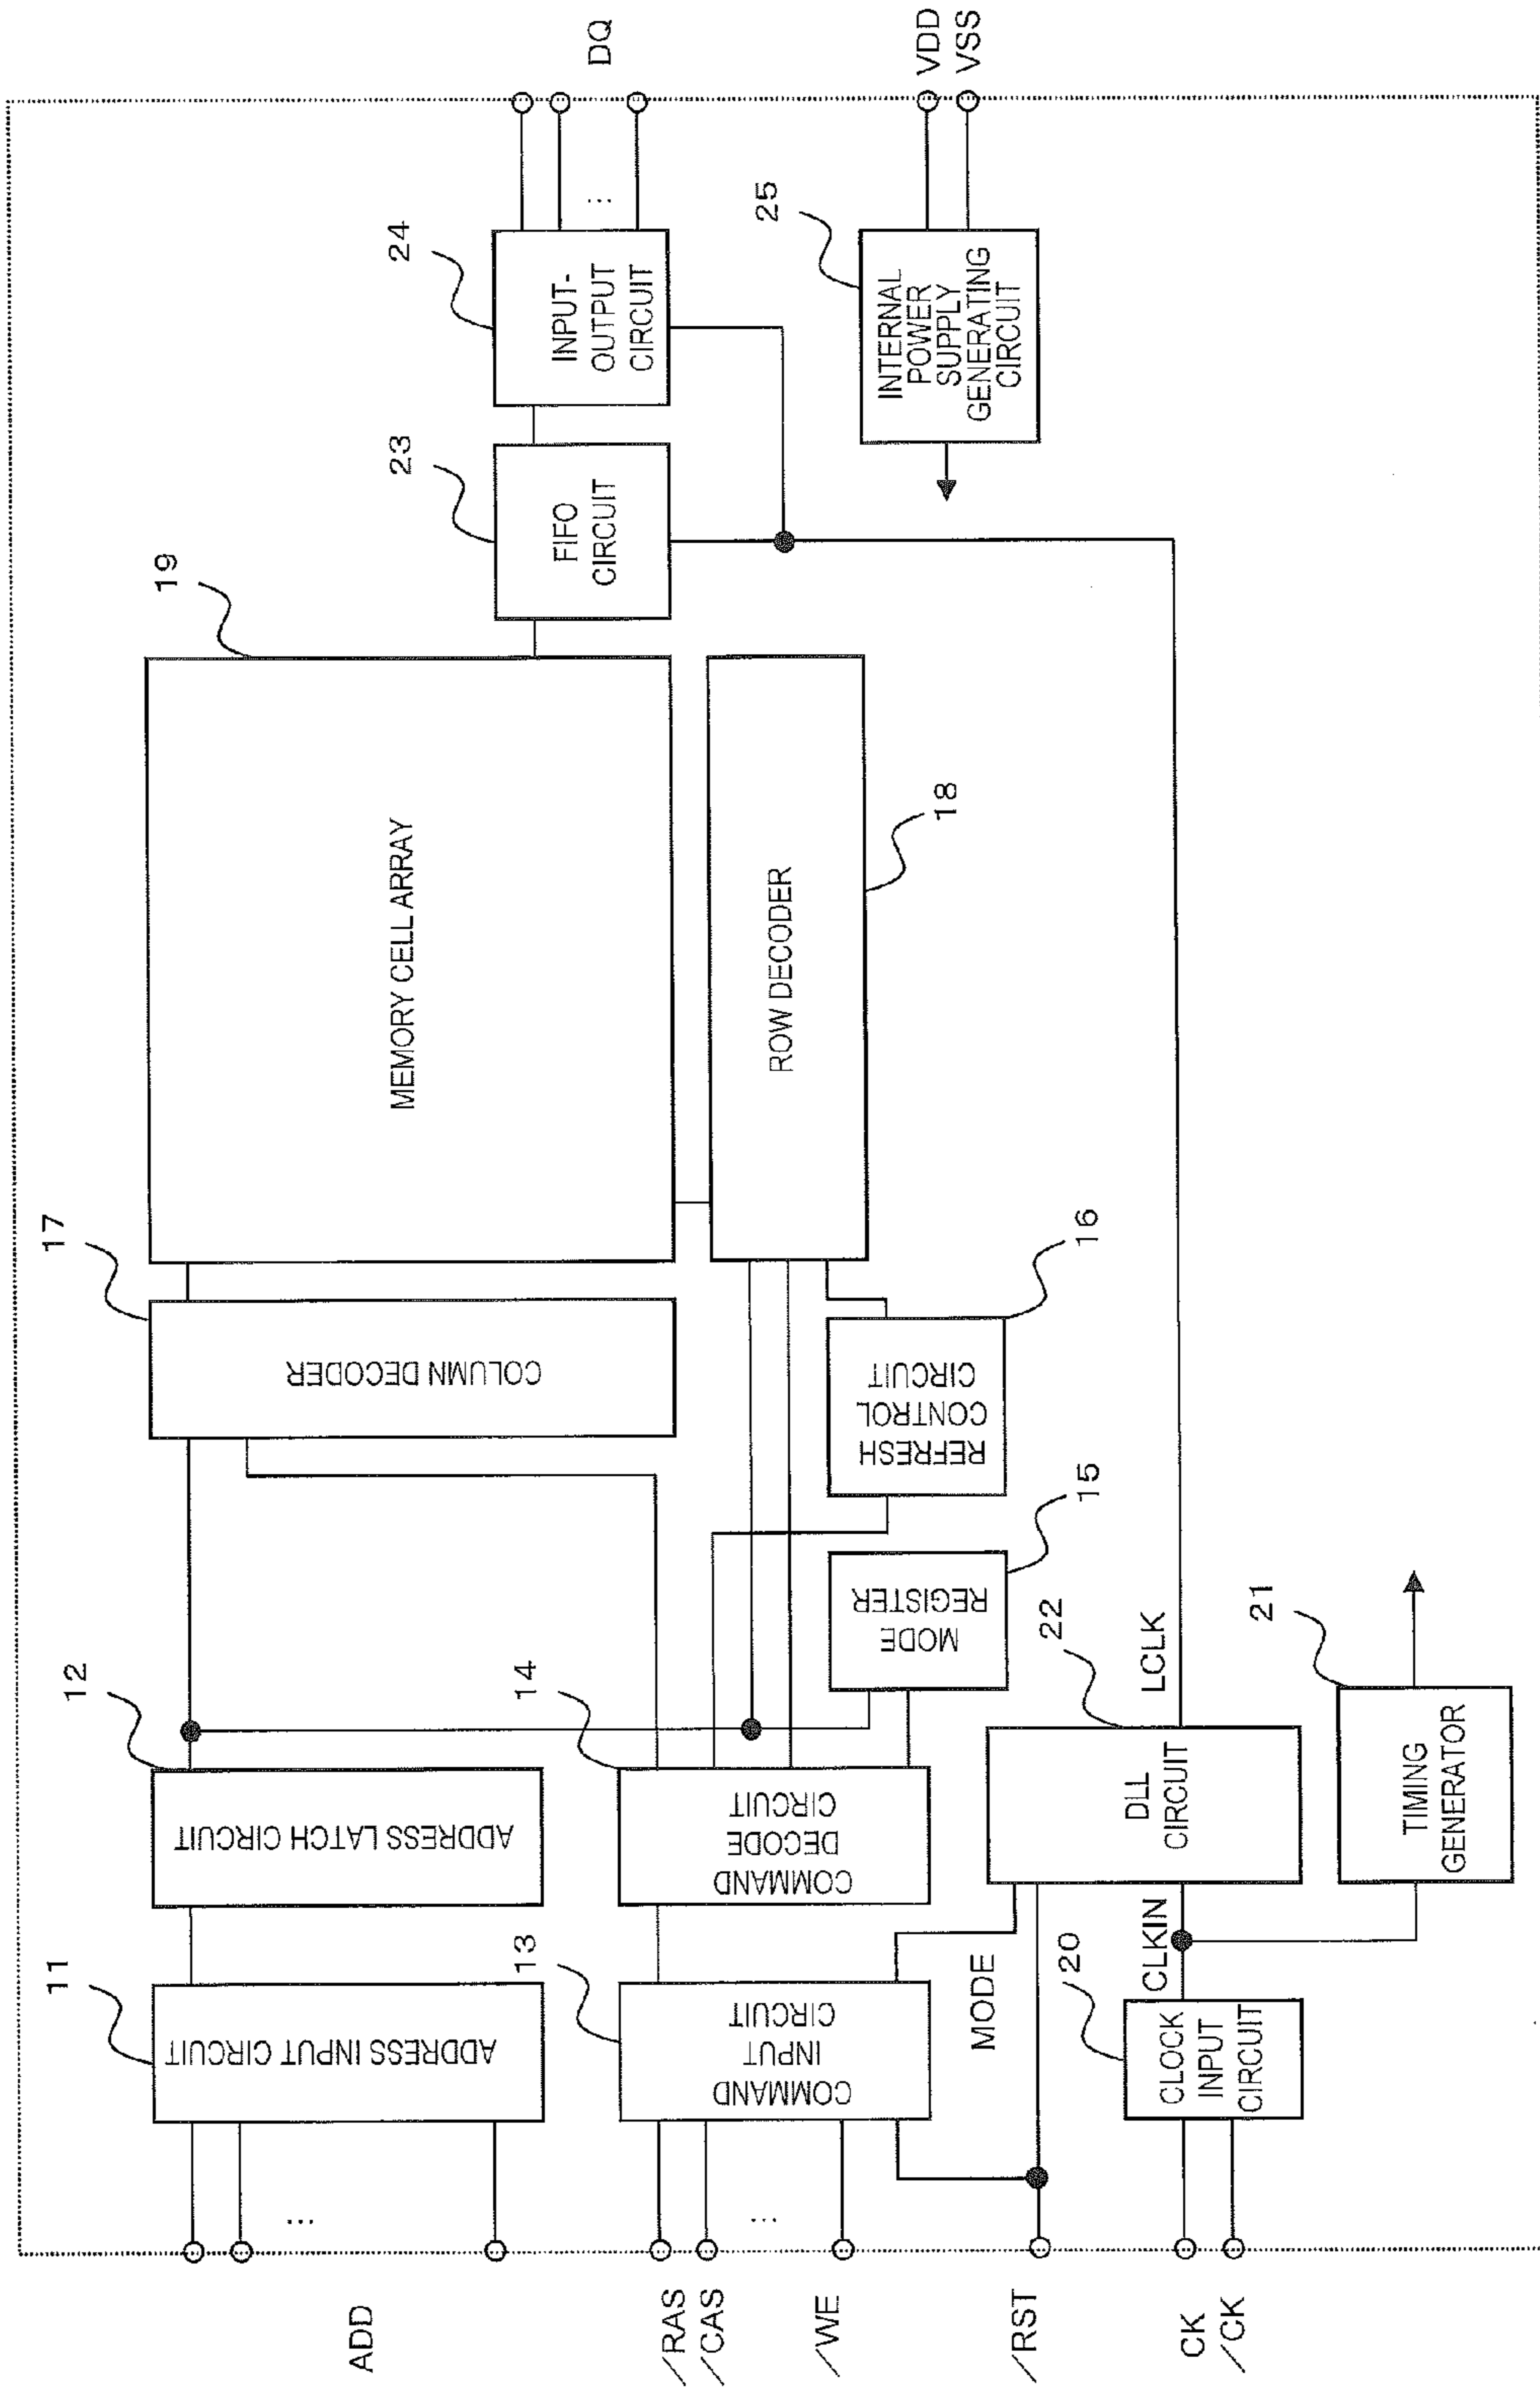 ADD
/RAS
/CAS
/WE
/RST
CK
/CK
...
...
11
ADDRESS INPUT CIRCUIT
12
ADDRESS LATCH CIRCUIT
13
COMMAND
INPUT
CIRCUIT
14
COMMAND
DECODE
CIRCUIT
MODE
15
MODE
REGISTER
16
REFRESH
CONTROL
CIRCUIT
17
COLUMN DECODER
18
ROW DECODER
19
MEMORY CELL ARRAY
20
CLOCK
INPUT
CIRCUIT
CLKIN
21
TIMING
GENERATOR
22
DLL
CIRCUIT
LCLK
23
FIFO
CIRCUIT
24
INPUT-
OUTPUT
CIRCUIT
...
DQ
25
INTERNAL
POWER
SUPPLY
GENERATING
CIRCUIT
VDD
VSS